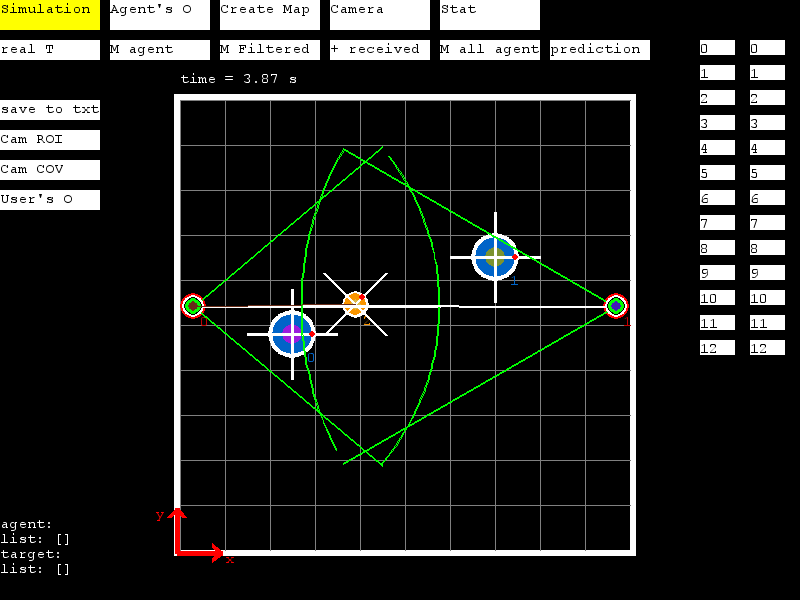 Simulation
Agent's O
Create Map
Camera
Stat
real T
M agent
M Filtered
+ received
M all agent
prediction
time = 3.87 s
save to txt
Cam ROI
Cam COV
User's O
0 0
1 1
2 2
3 3
4 4
5 5
6 6
7 7
8 8
9 9
10 10
11 11
12 12
0
1
2
y
x
agent:
list: []
target:
list: []